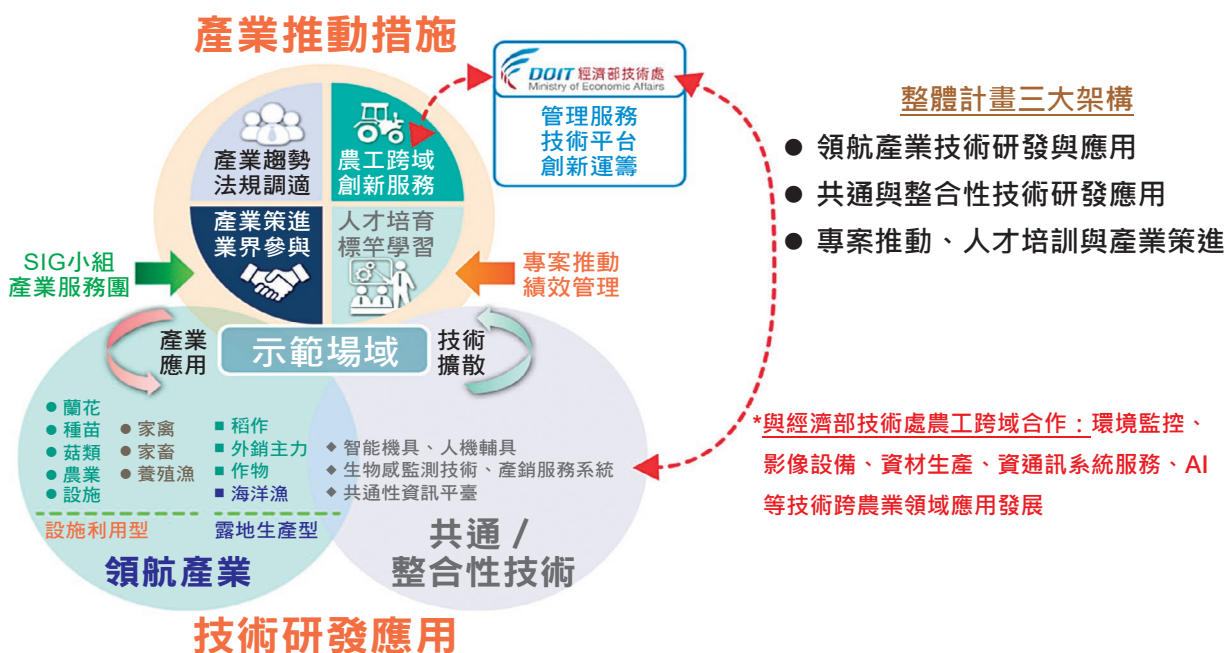 產業推動措施
DOIT 經濟部技術處
Ministry of Economic Affairs
管理服務
技術平台
創新運籌
產業趨勢
法規調適
農工跨域
創新服務
產業策進
業界參與
人才培育
標竿學習
SIG小組
產業服務團
專案推動
績效管理
產業
應用
示範場域
技術
擴散
● 蘭花
● 種苗
● 菇類
● 農業
● 設施
● 家禽
● 家畜
● 養殖漁
■ 稻作
■ 外銷主力
■ 作物
■ 海洋漁
◆ 智能機具、人機輔具
◆ 生物感監測技術、產銷服務系統
◆ 共通性資訊平臺
設施利用型
露地生產型
領航產業
共通 /
整合性技術
技術研發應用
整體計畫三大架構
● 領航產業技術研發與應用
● 共通與整合性技術研發應用
● 專案推動、人才培訓與產業策進
*與經濟部技術處農工跨域合作：環境監控、
影像設備、資材生產、資通訊系統服務、AI
等技術跨農業領域應用發展